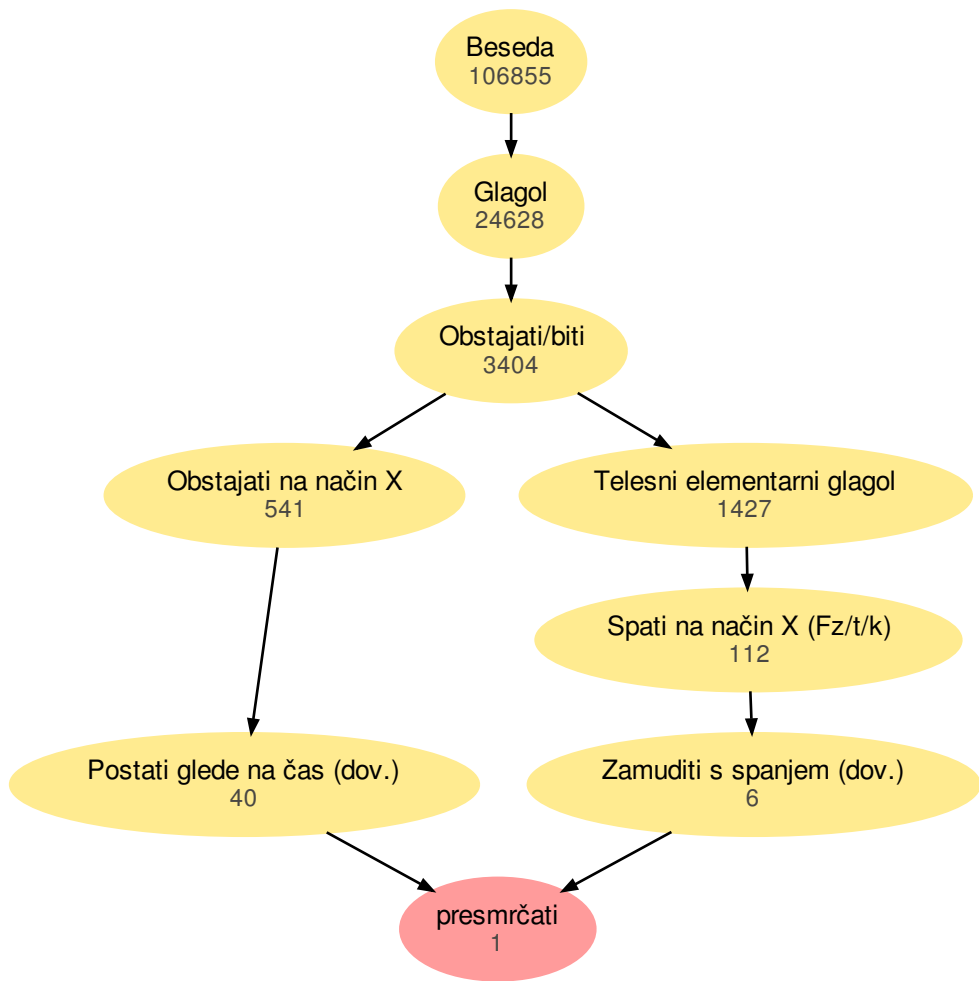 Beseda
106855
Glagol
24628
Obstajati/biti
3404
Obstajati na način X
541
Telesni elementarni glagol
1427
Spati na način X (Fz/t/k)
112
Postati glede na čas (dov.)
40
Zamuditi s spanjem (dov.)
6
presmrčati
1